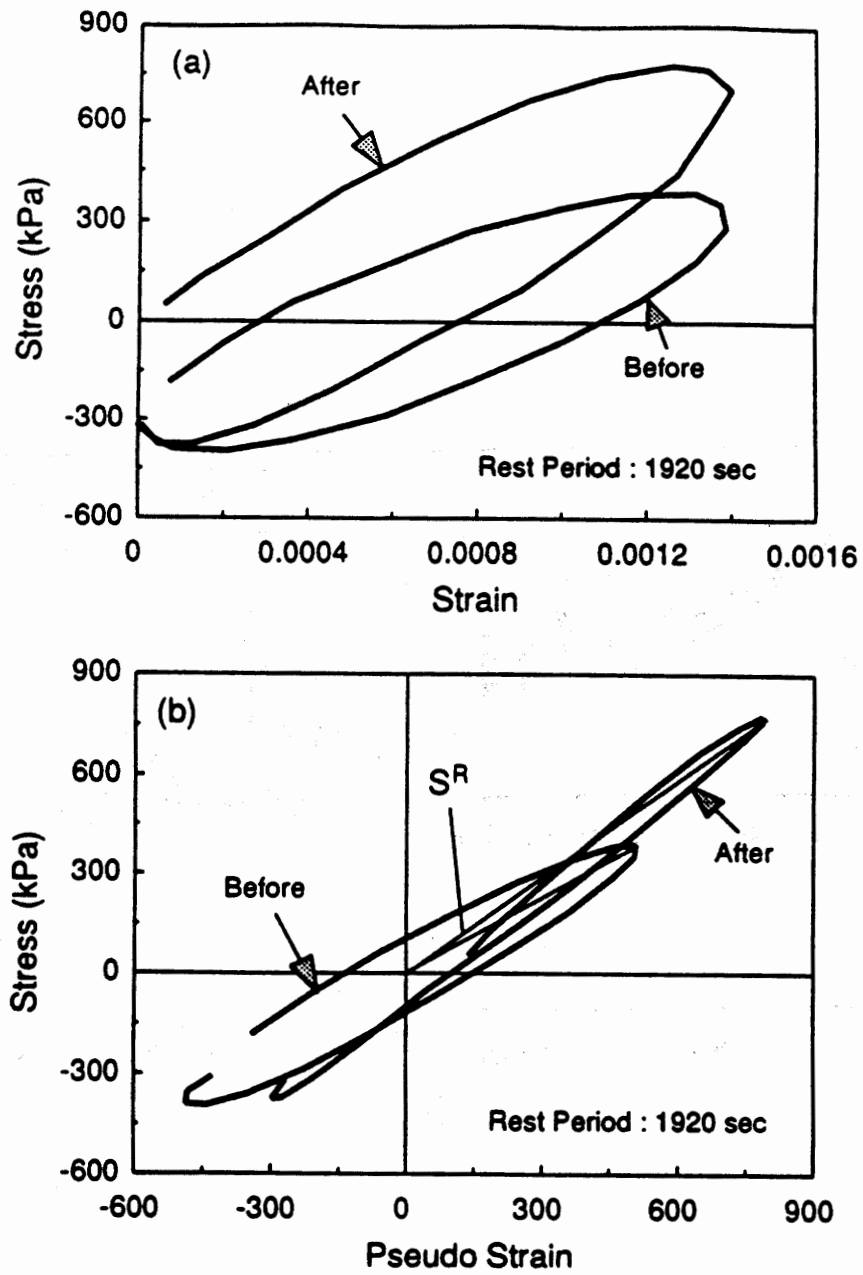 900
(a)
After
600
300
0
-300
-600
Stress (kPa)
Before
Rest Period : 1920 sec
0
0.0004
0.0008
0.0012
0.0016
Strain
900
(b)
600
S^R
300
After
Before
0
-300
-600
Stress (kPa)
Rest Period : 1920 sec
-600
-300
0
300
600
900
Pseudo Strain